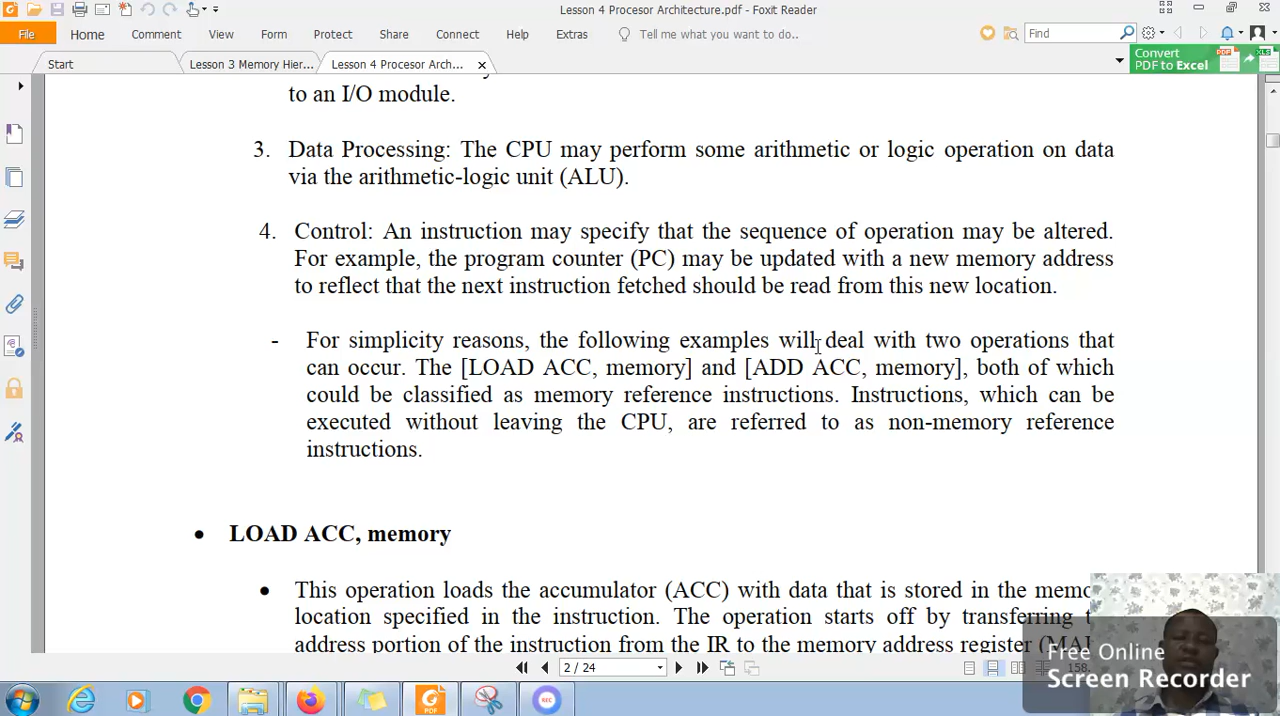 Lesson 4 Procesor Architecture.pdf - Foxit Reader
File Home Comment View Form Protect Share Connect Help Extras Tell me what you want to do.. Find
Start Lesson 3 Memory Hier... Lesson 4 Procesor Arch...
Convert
PDF to Excel
to an I/O module.
3. Data Processing: The CPU may perform some arithmetic or logic operation on data
via the arithmetic-logic unit (ALU).
4. Control: An instruction may specify that the sequence of operation may be altered.
For example, the program counter (PC) may be updated with a new memory address
to reflect that the next instruction fetched should be read from this new location.
- For simplicity reasons, the following examples will deal with two operations that
can occur. The [LOAD ACC, memory] and [ADD ACC, memory], both of which
could be classified as memory reference instructions. Instructions, which can be
executed without leaving the CPU, are referred to as non-memory reference
instructions.
• LOAD ACC, memory
• This operation loads the accumulator (ACC) with data that is stored in the
location specified in the instruction. The operation starts off by transferring
address portion of the instruction from the IR to the memory address register
2 / 24
Free Online
Screen Recorder